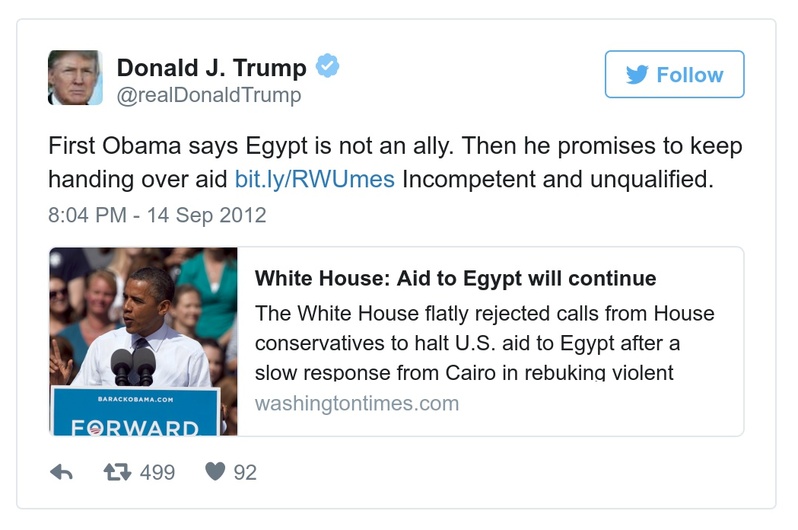 Donald J. Trump
@realDonaldTrump
Follow
First Obama says Egypt is not an ally. Then he promises to keep
handing over aid bit.ly/RWUmes Incompetent and unqualified.
8:04 PM - 14 Sep 2012
BARACKOBAMA.COM
FORWARD
White House: Aid to Egypt will continue
The White House flatly rejected calls from House
conservatives to halt U.S. aid to Egypt after a
slow response from Cairo in rebuking violent
washingtontimes.com
499
92